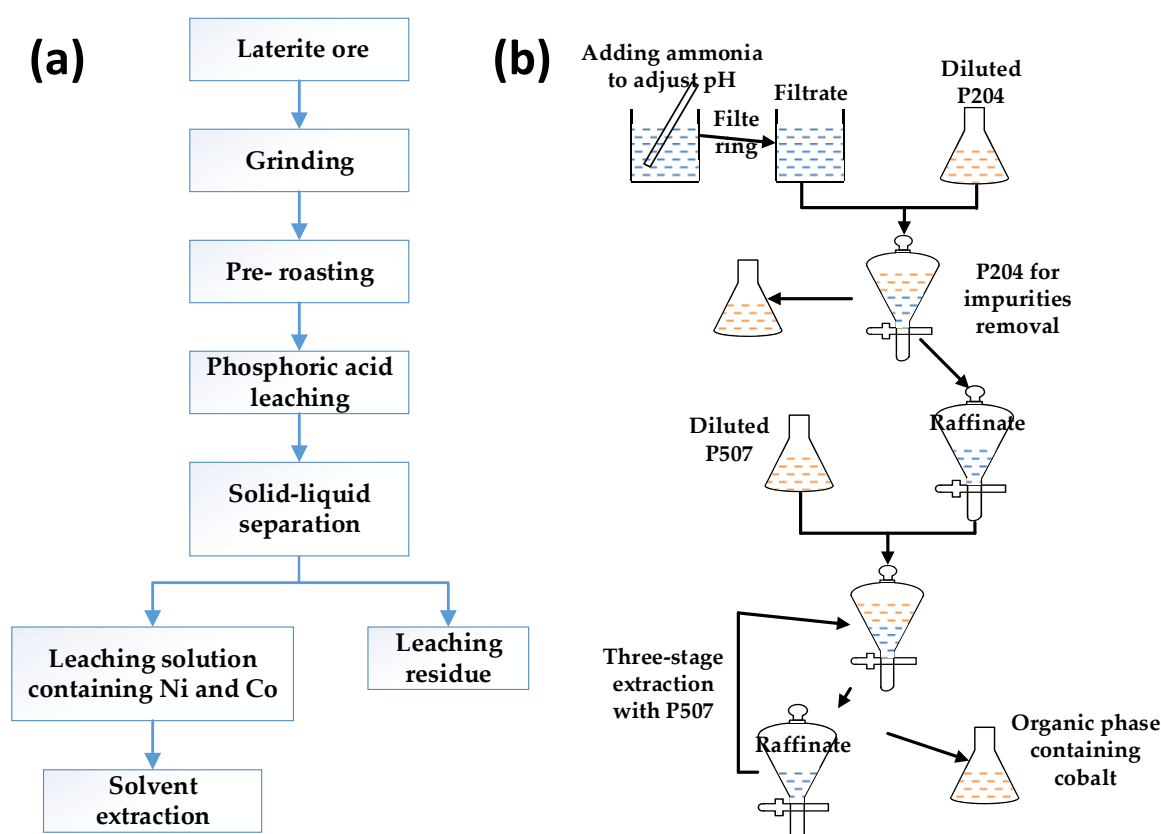 (a)
Laterite ore
Grinding
Pre- roasting
Phosphoric acid
leaching
Solid-liquid
separation
Leaching solution
containing Ni and Co
Leaching
residue
Solvent
extraction
(b)
Adding ammonia
to adjust pH
Filte
ring
Filtrate
Diluted
P204
P204 for
impurities
removal
Diluted
P507
Raffinate
Three-stage
extraction
with P507
Raffinate
Organic phase
containing
cobalt